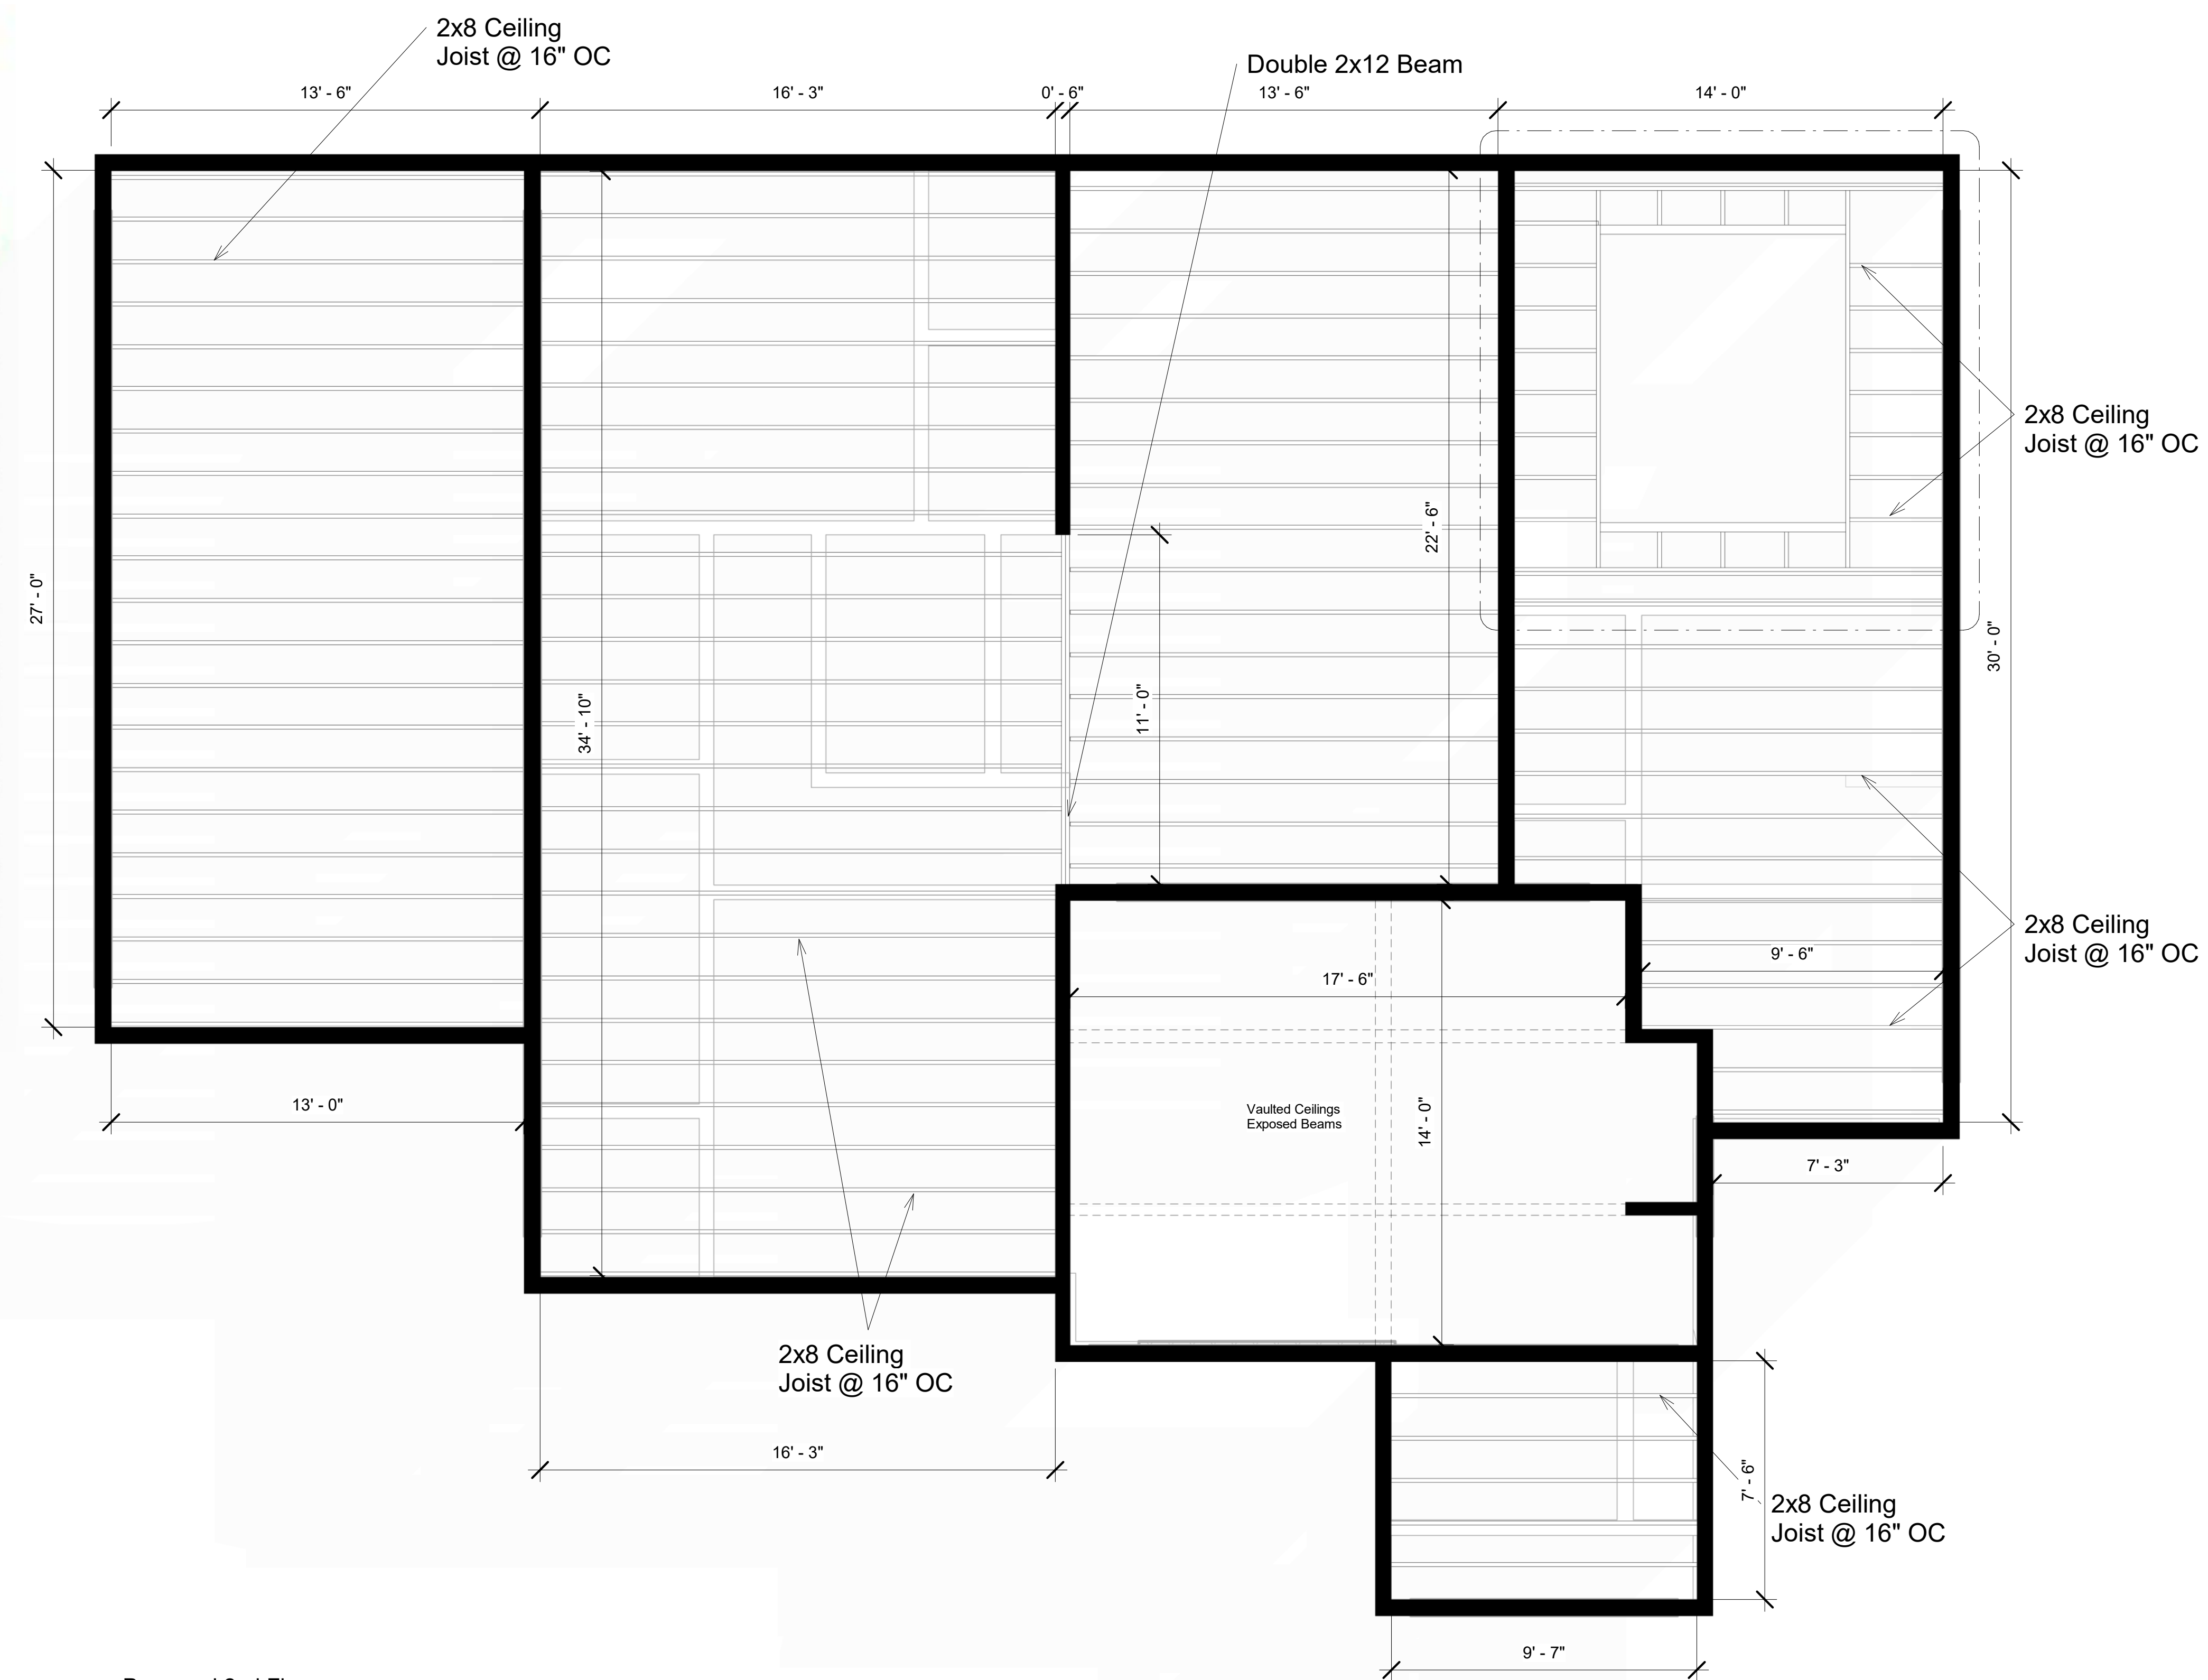 2x8 Ceiling
Joist @ 16" OC
Double 2x12 Beam
13' - 6"
16' - 3"
0' - 6"
13' - 6"
14' - 0"
2x8 Ceiling
Joist @ 16" OC
22' - 6"
27' - 0"
30' - 0"
34' - 10"
11' - 0"
2x8 Ceiling
Joist @ 16" OC
9' - 6"
17' - 6"
13' - 0"
Vaulted Ceilings
Exposed Beams
14' - 0"
7' - 3"
2x8 Ceiling
Joist @ 16" OC
16' - 3"
7' - 6"
2x8 Ceiling
Joist @ 16" OC
9' - 7"